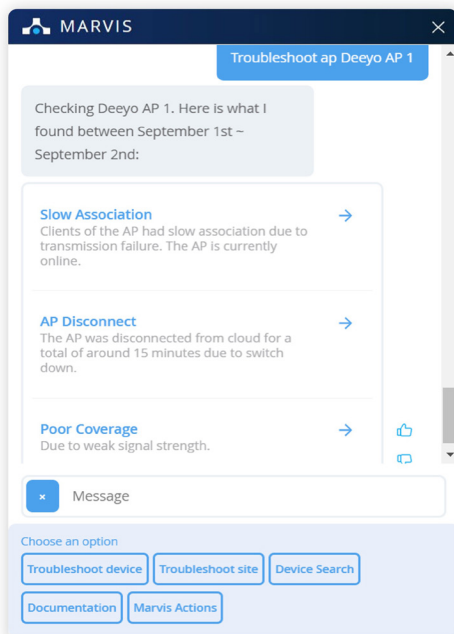 MARVIS
Troubleshoot ap Deeyo AP 1
Checking Deeyo AP 1. Here is what I
found between September 1st ~
September 2nd:
Slow Association
Clients of the AP had slow association due to
transmission failure. The AP is currently
online.
AP Disconnect
The AP was disconnected from cloud for a
total of around 15 minutes due to switch
down.
Poor Coverage
Due to weak signal strength.
Message
Choose an option
Troubleshoot device Troubleshoot site Device Search
Documentation Marvis Actions